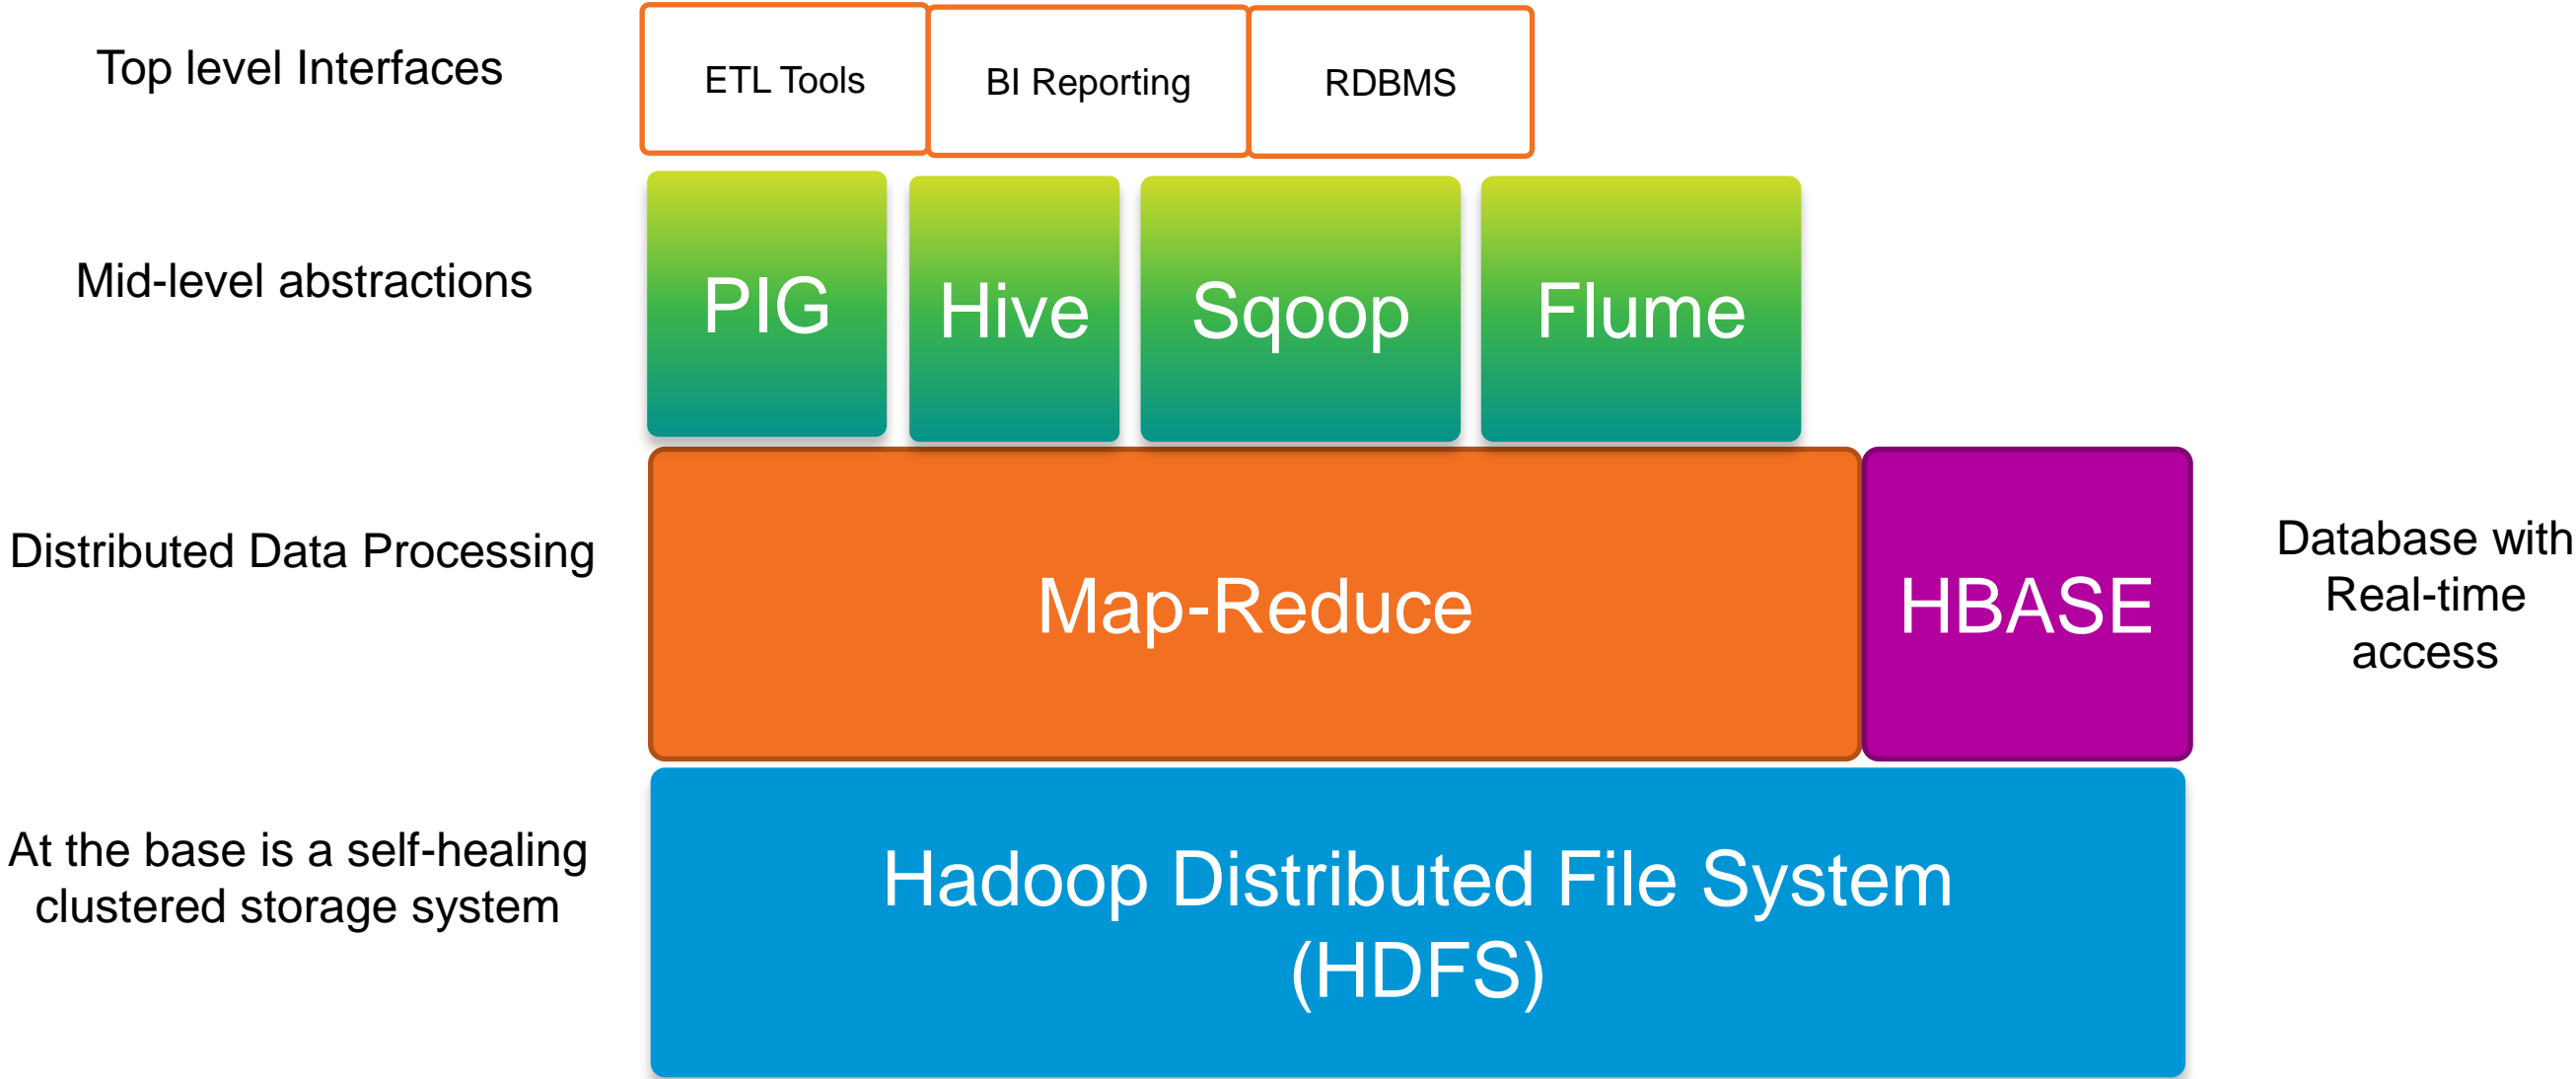 Top level Interfaces
ETL Tools
BI Reporting
RDBMS
Mid-level abstractions
PIG
Hive
Sqoop
Flume
Distributed Data Processing
Map-Reduce
HBASE
Database with
Real-time
access
At the base is a self-healing
clustered storage system
Hadoop Distributed File System
(HDFS)